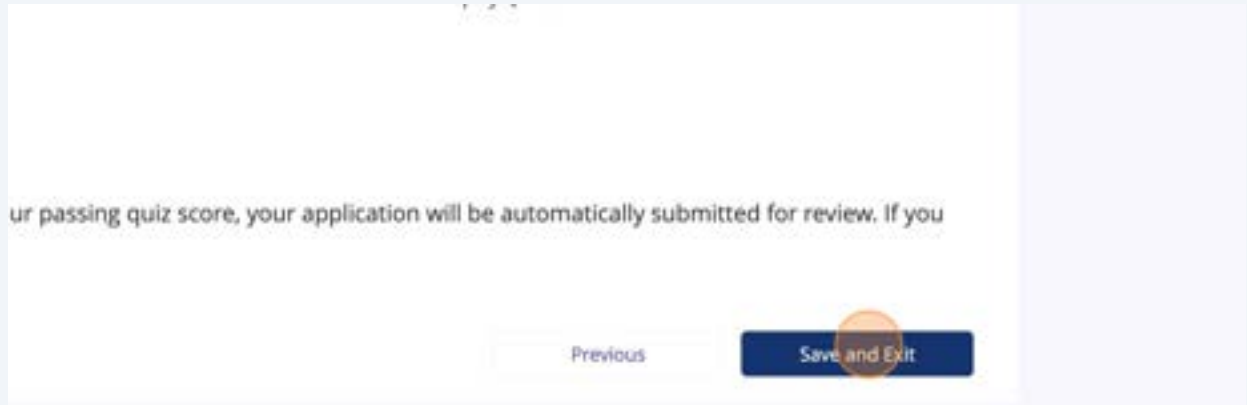 ur passing quiz score, your application will be automatically submitted for review. If you
Previous
Save and Exit